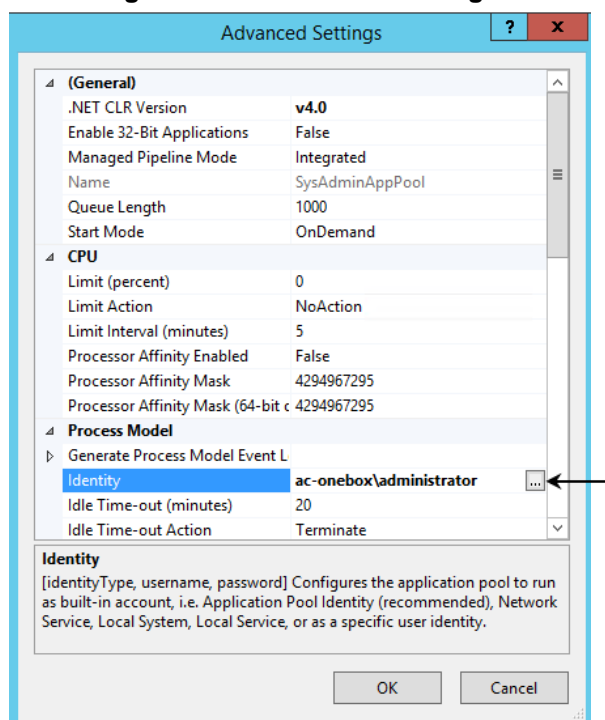 Advanced Settings
?
x
(General)
.NET CLR Version v4.0
Enable 32-Bit Applications False
Managed Pipeline Mode Integrated
Name SysAdminAppPool
Queue Length 1000
Start Mode OnDemand
CPU
Limit (percent) 0
Limit Action NoAction
Limit Interval (minutes) 5
Processor Affinity Enabled False
Processor Affinity Mask 4294967295
Processor Affinity Mask (64-bit c 4294967295
Process Model
Generate Process Model Event L
Identity ac-onebox\administrator ...
Idle Time-out (minutes) 20
Idle Time-out Action Terminate
Identity
[identityType, username, password] Configures the application pool to run
as built-in account, i.e. Application Pool Identity (recommended), Network
Service, Local System, Local Service, or as a specific user identity.
OK Cancel